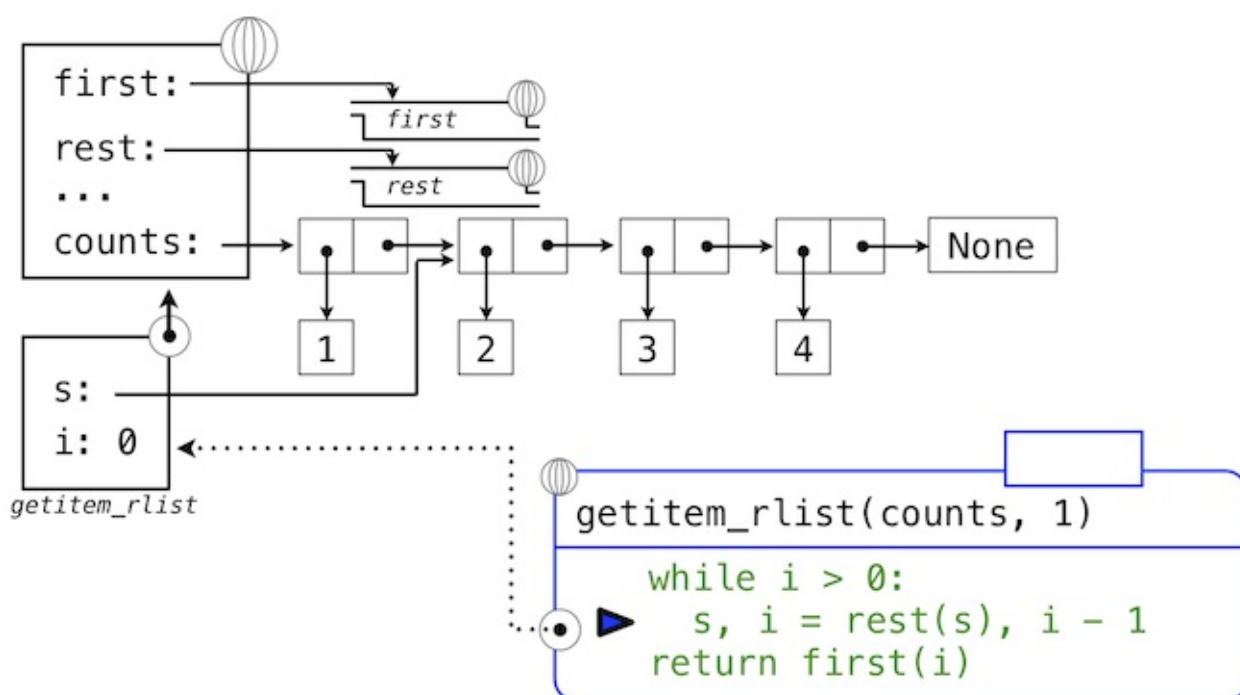 first:
first
rest:
rest
...
counts:
None
1 2 3 4
s:
i: 0
getitem_rlist
getitem_rlist(counts, 1)
while i > 0:
s, i = rest(s), i - 1
return first(i)